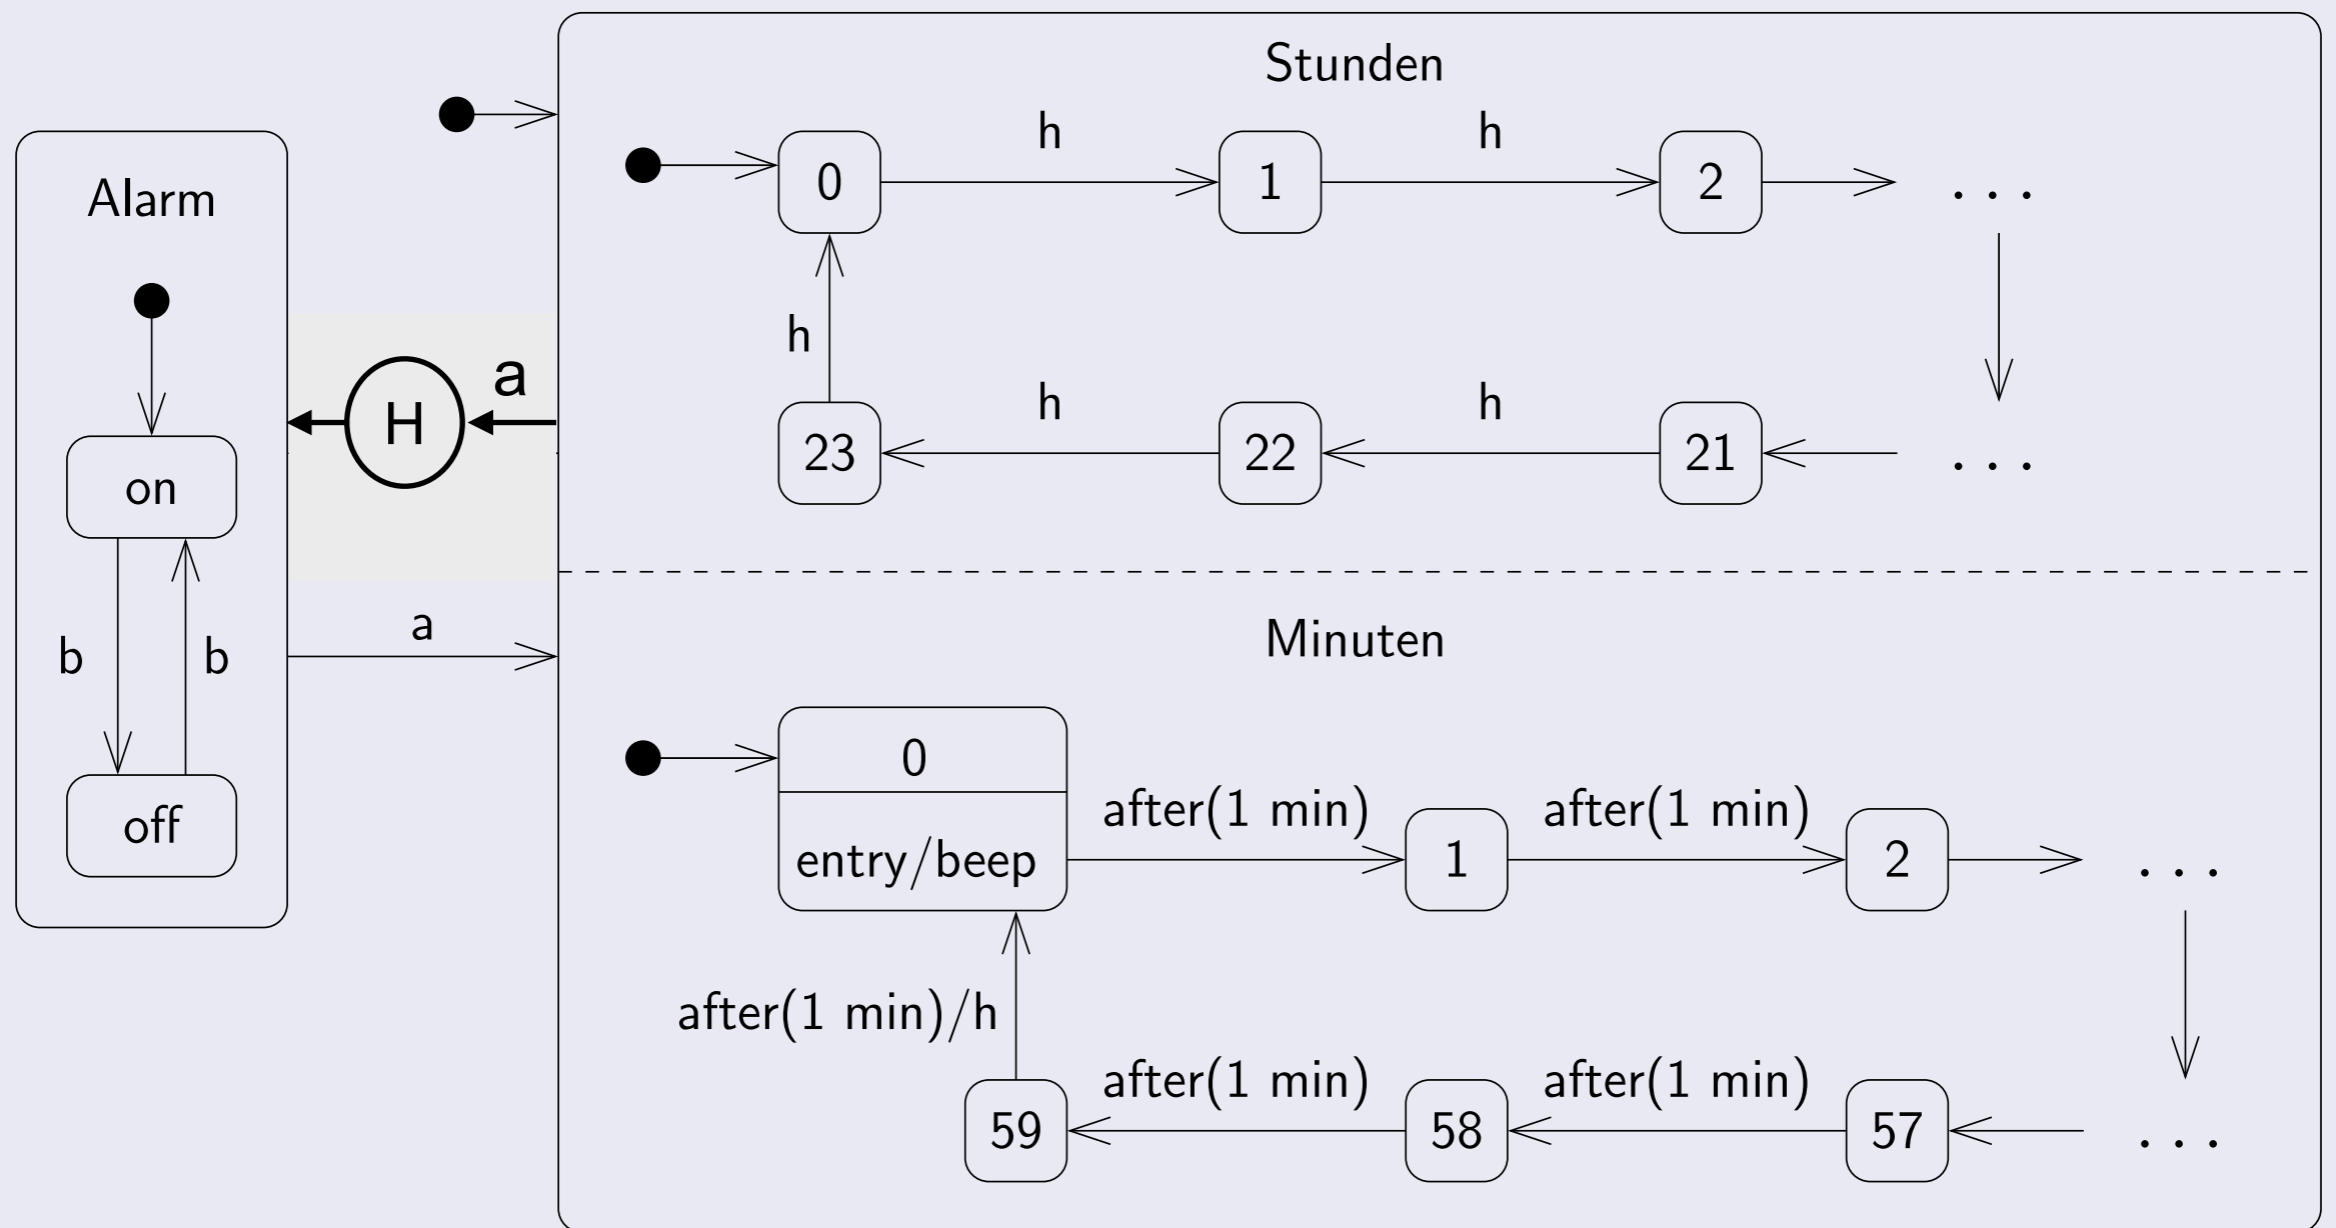 Stunden
h
h
0
1
2
. . .
Alarm
h
a
H
h
h
23
22
21
. . .
on
a
Minuten
b
b
0
after(1 min)
after(1 min)
off
entry/beep
1
2
. . .
after(1 min)/h
after(1 min)
after(1 min)
59
58
57
. . .